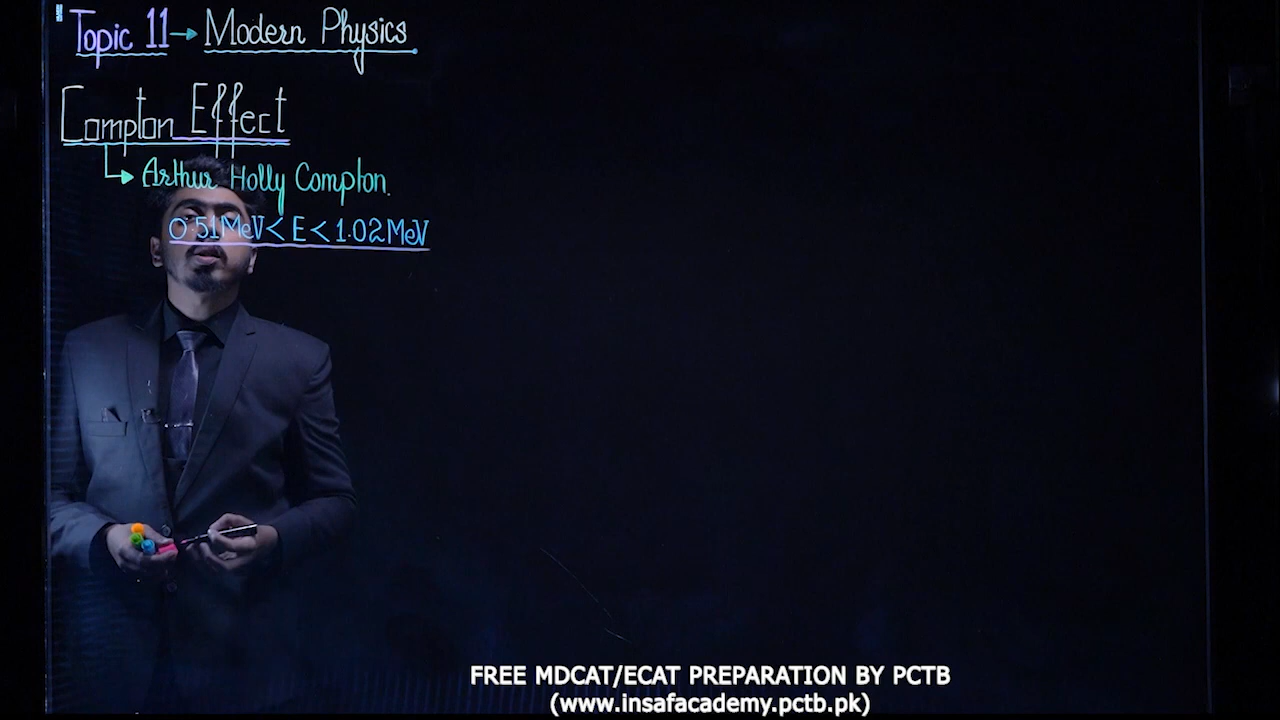 Topic 11 → Modern Physics
Compton Effect
Arthur Holly Compton.
0.51MeV < E < 1.02MeV
FREE MDCAT/ECAT PREPARATION BY PCTB
(www.insafacademy.pctb.pk)